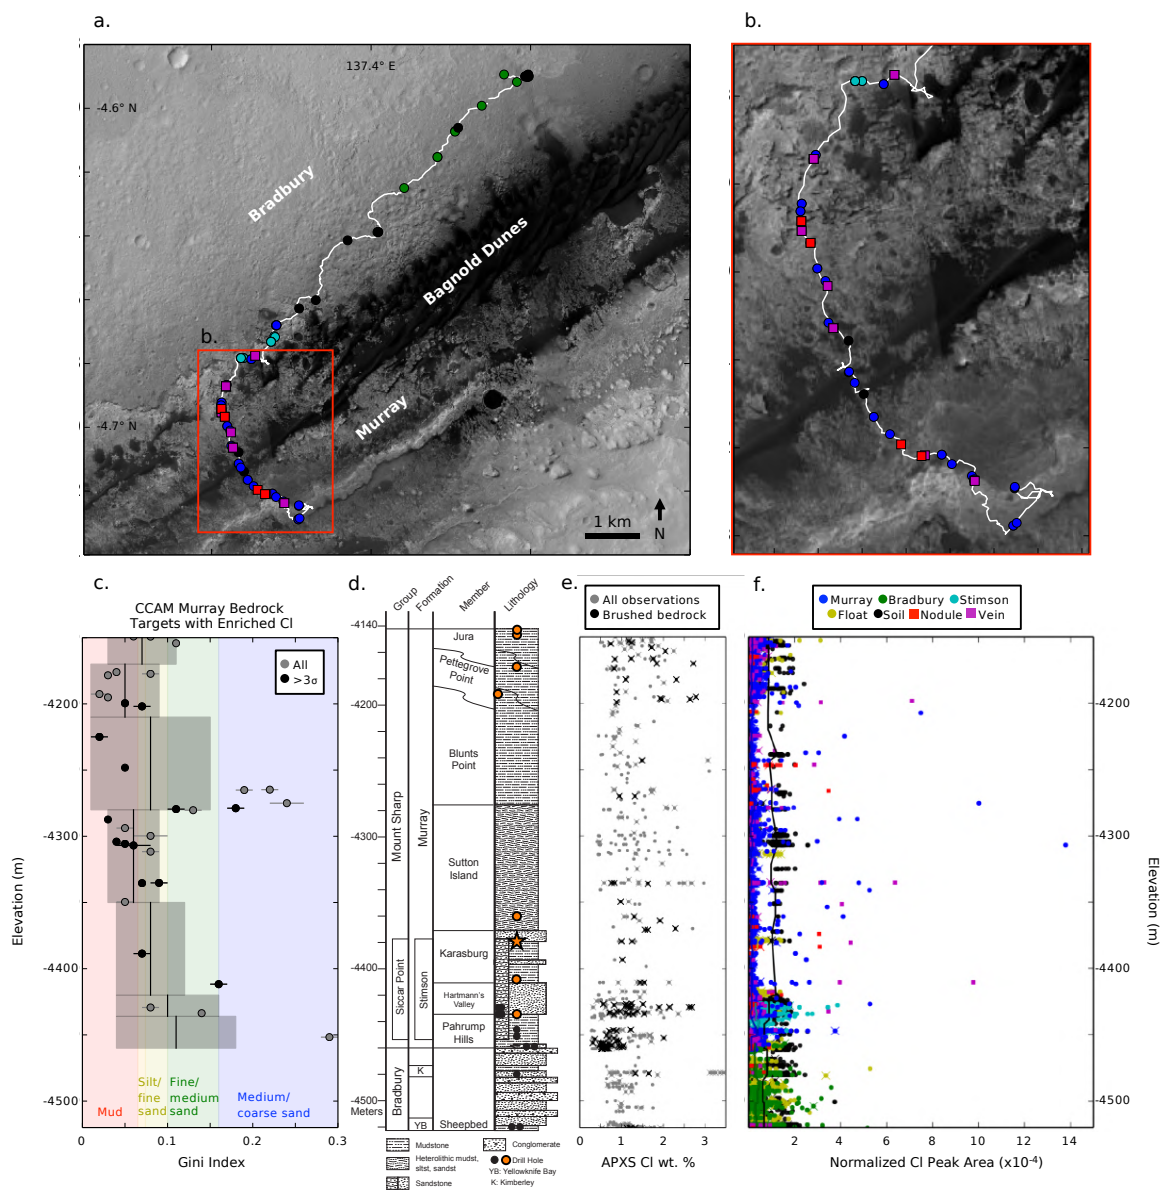 a.
137.4° E
-4.6° N
-4.7° N
Bradbury
Bagnold Dunes
Murray
b.
1 km
N
b.
c.
CCAM Murray Bedrock
Targets with Enriched Cl
All
>3σ
-4200
-4300
-4400
-4500
Elevation (m)
Mud
Silt/
fine
sand
Fine/
medium
sand
Medium/
coarse sand
0
0.1
0.2
0.3
Gini Index
d.
Group
Formation
Member
Lithology
-4140
-4200
-4300
-4400
-4500
Meters
Mount Sharp
Siccar Point
Bradbury
Murray
Stimson
K
YB
Jura
Pettegrove
Point
Blunts
Point
Sutton
Island
Karasburg
Hartmann's
Valley
Pahrump
Hills
Sheepbed
Mudstone
Heterolithic mudst,
sltst, sandst
Sandstone
Conglomerate
Drill Hole
YB: Yellowknife Bay
K: Kimberley
e.
All observations
Brushed bedrock
0
1
2
3
APXS Cl wt. %
f.
Murray
Bradbury
Stimson
Float
Soil
Nodule
Vein
-4200
-4300
-4400
-4500
Elevation (m)
0
2
4
6
8
10
12
14
Normalized Cl Peak Area (x10⁻⁴)